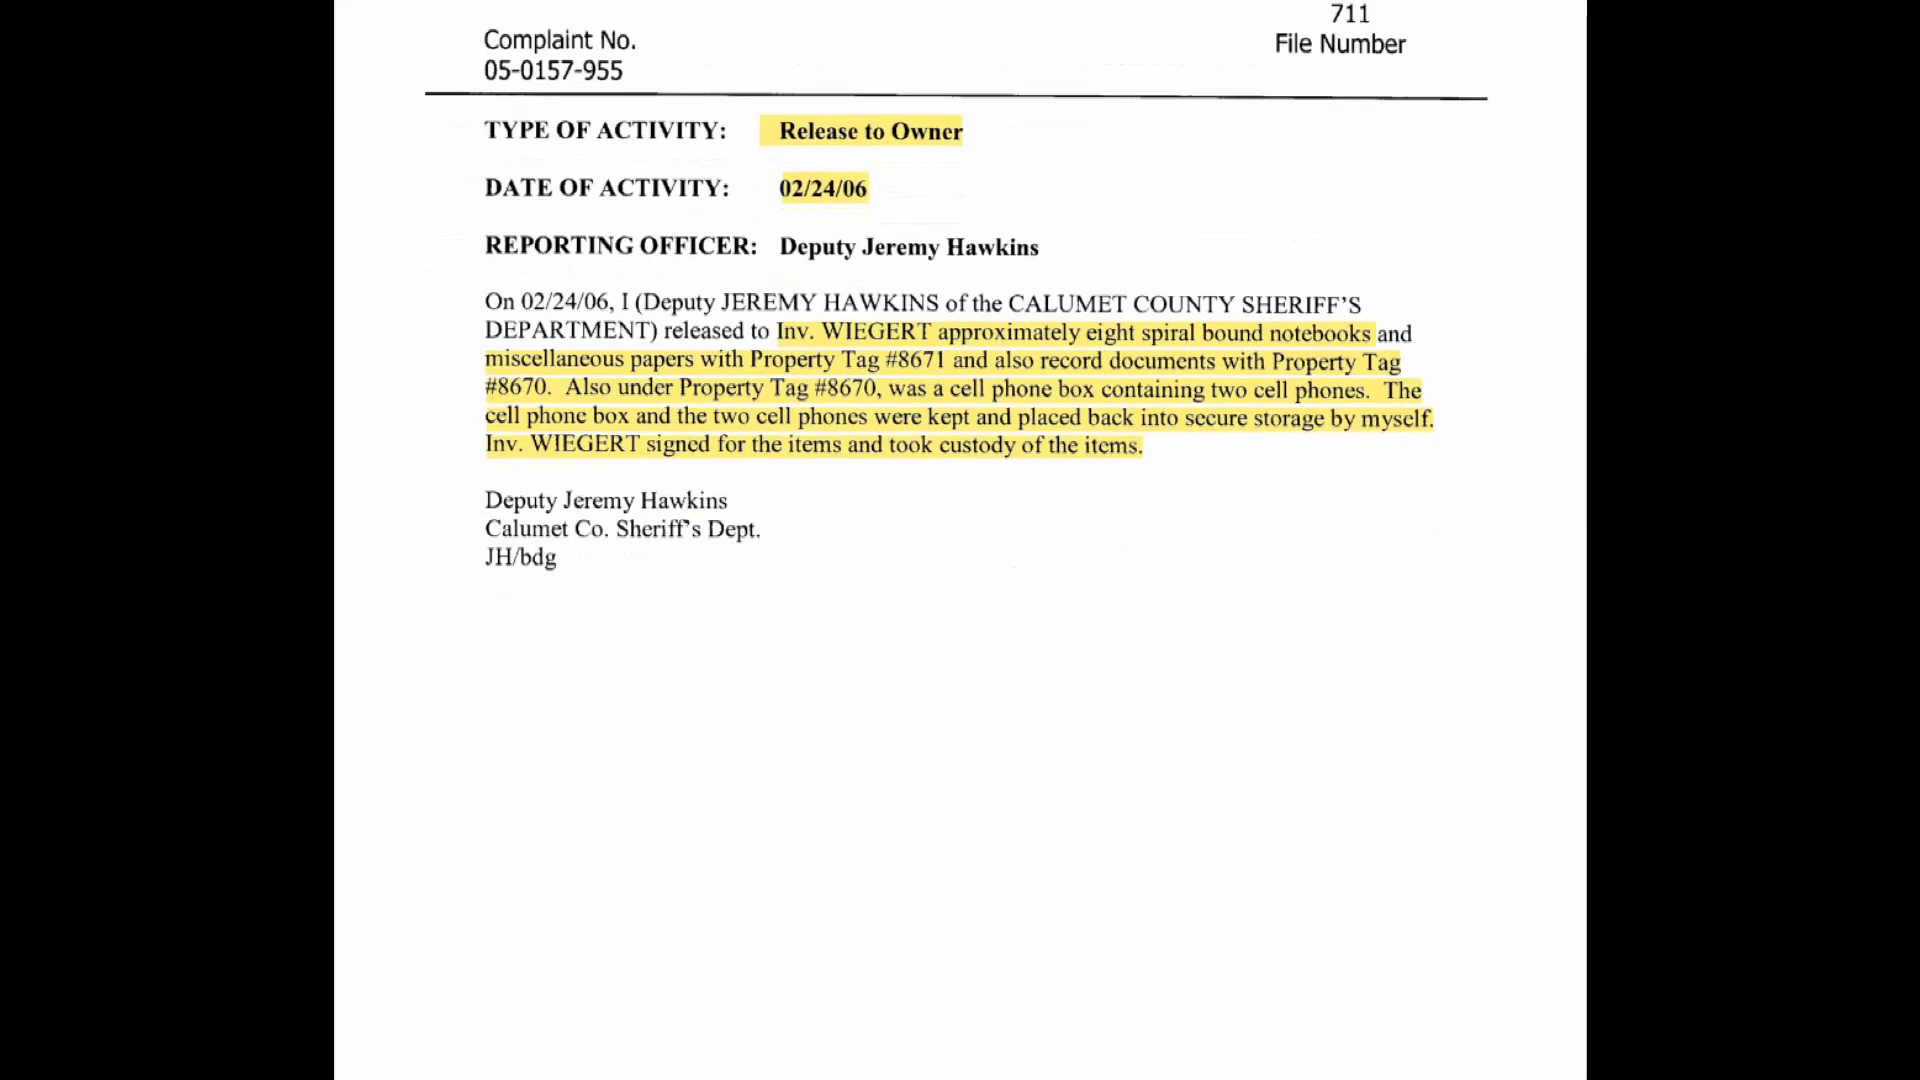 711
Complaint No.
File Number
05-0157-955
TYPE OF ACTIVITY: Release to Owner
DATE OF ACTIVITY: 02/24/06
REPORTING OFFICER: Deputy Jeremy Hawkins
On 02/24/06, I (Deputy JEREMY HAWKINS of the CALUMET COUNTY SHERIFF'S
DEPARTMENT) released to Inv. WIEGERT approximately eight spiral bound notebooks and
miscellaneous papers with Property Tag #8671 and also record documents with Property Tag
#8670. Also under Property Tag #8670, was a cell phone box containing two cell phones. The
cell phone box and the two cell phones were kept and placed back into secure storage by myself.
Inv. WIEGERT signed for the items and took custody of the items.
Deputy Jeremy Hawkins
Calumet Co. Sheriff's Dept.
JH/bdg